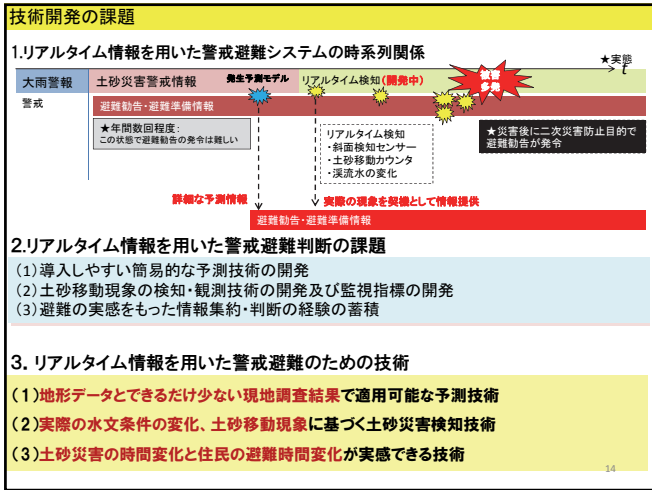 技術開発の課題
1.リアルタイム情報を用いた警戒避難システムの時系列関係
★実態
t
大雨警報
土砂災害警戒情報
発生予測モデル
リアルタイム検知(開発中)
被害
多発
警戒
避難勧告・避難準備情報
★年間数回程度:
この状態で避難勧告の発令は難しい
リアルタイム検知
・斜面検知センサー
・土砂移動カウンタ
・渓流水の変化
★災害後に二次災害防止目的で
避難勧告が発令
詳細な予測情報
実際の現象を契機として情報提供
避難勧告・避難準備情報
2.リアルタイム情報を用いた警戒避難判断の課題
(1)導入しやすい簡易的な予測技術の開発
(2)土砂移動現象の検知・観測技術の開発及び監視指標の開発
(3)避難の実感をもった情報集約・判断の経験の蓄積
3. リアルタイム情報を用いた警戒避難のための技術
(1)地形データとできるだけ少ない現地調査結果で適用可能な予測技術
(2)実際の水文条件の変化、土砂移動現象に基づく土砂災害検知技術
(3)土砂災害の時間変化と住民の避難時間変化が実感できる技術
14